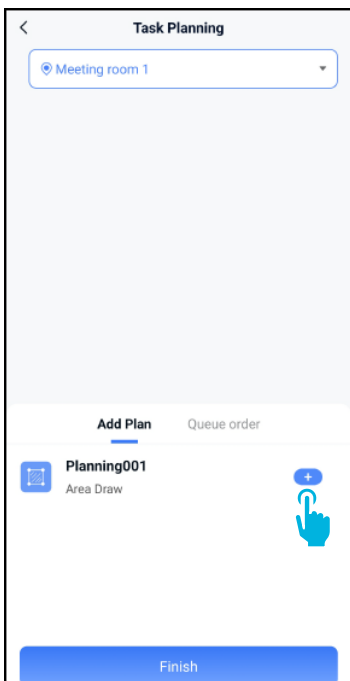 Task Planning
Meeting room 1
Add Plan Queue order
Planning001
Area Draw
Finish